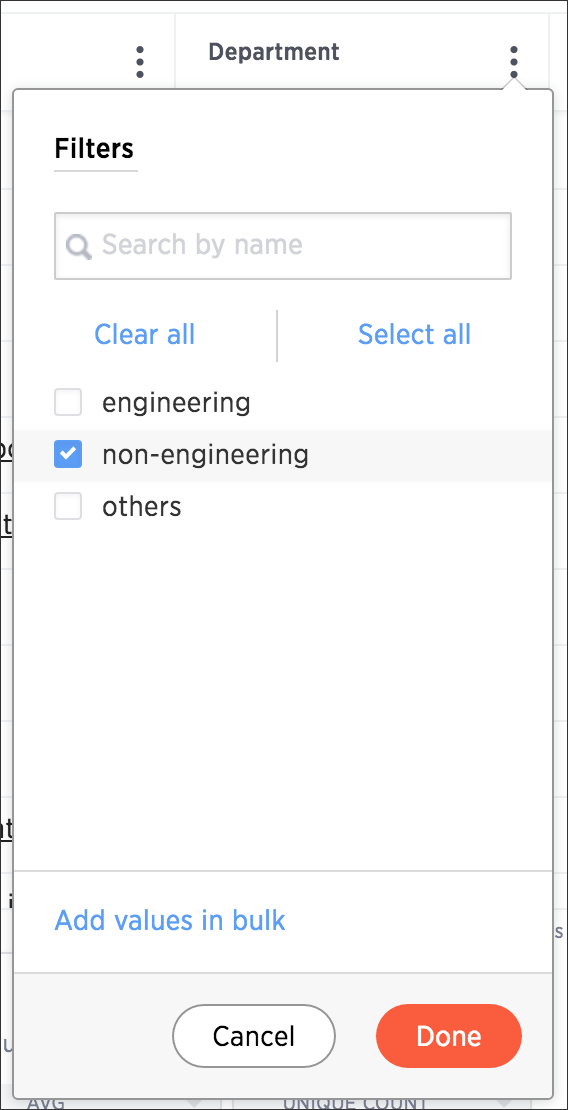 Department
Filters
Search by name
Clear all
Select all
engineering
non-engineering
others
Add values in bulk
Cancel
Done
AVG
UNIQUE COUNT